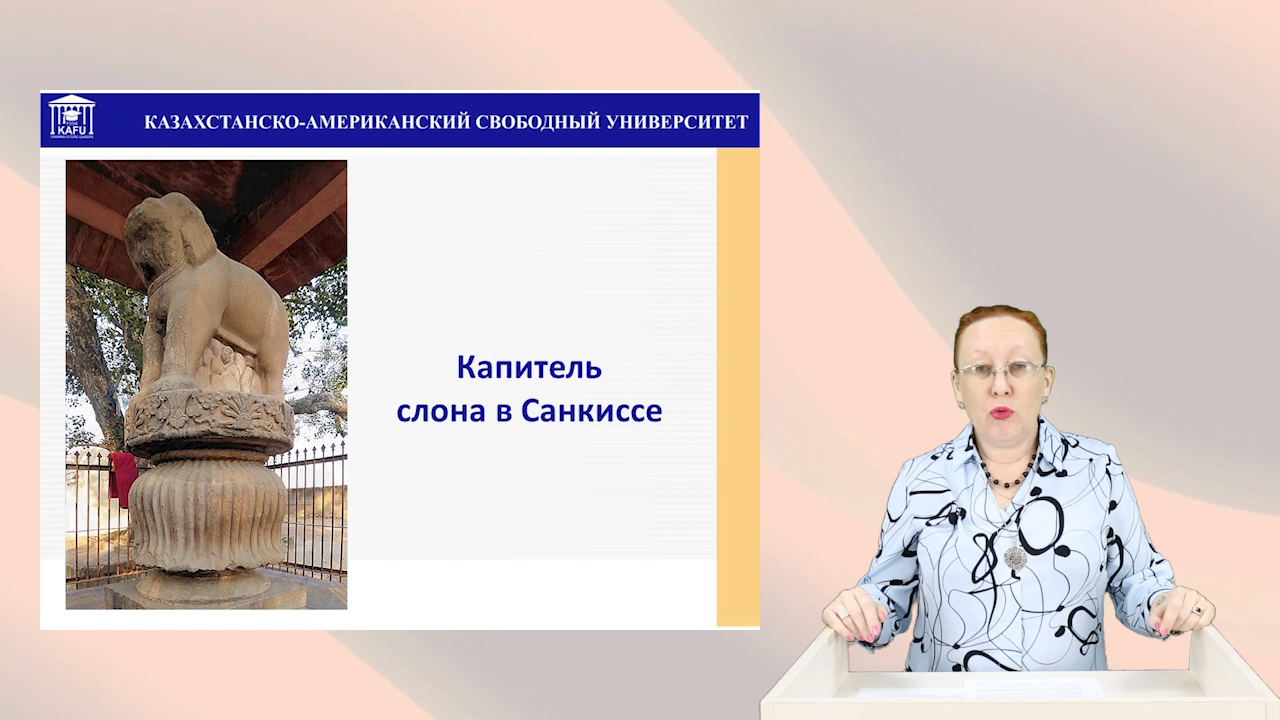 КАЗАХСТАНСКО-АМЕРИКАНСКИЙ СВОБОДНЫЙ УНИВЕРСИТЕТ
KAFU
Капитель
слона в Санкиссе